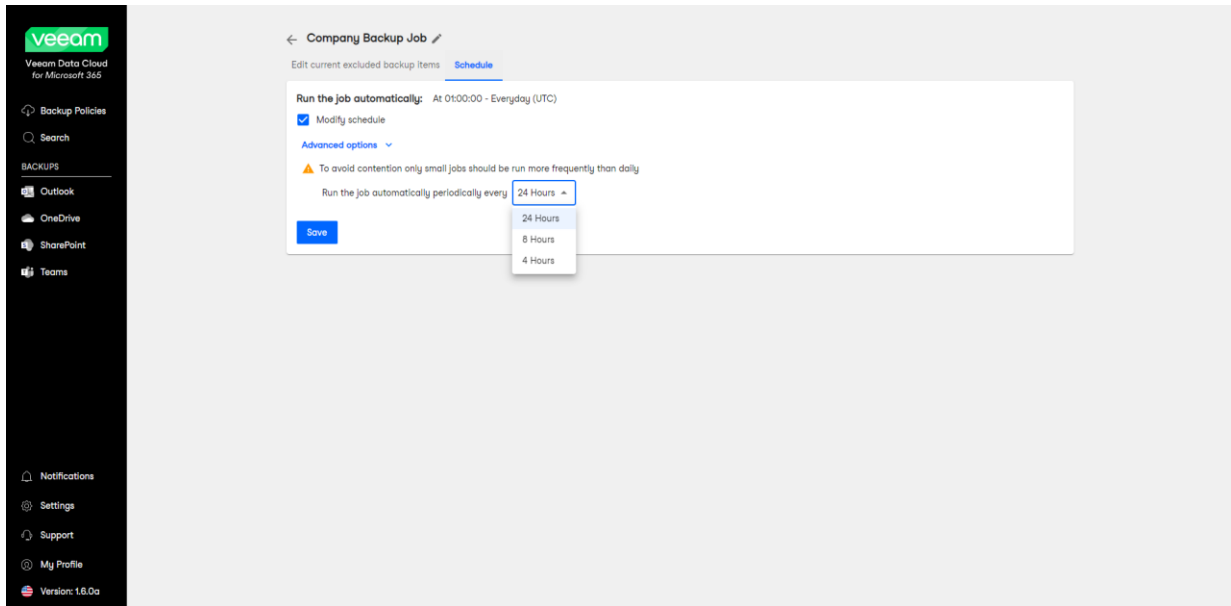 veeam
Veeam Data Cloud
for Microsoft 365
Backup Policies
Search
BACKUPS
Outlook
OneDrive
SharePoint
Teams
Notifications
Settings
Support
My Profile
Version: 1.6.0a
Company Backup Job
Edit current excluded backup items Schedule
Run the job automatically: At 01:00:00 - Everyday (UTC)
Modify schedule
Advanced options
To avoid contention only small jobs should be run more frequently than daily
Run the job automatically periodically every 24 Hours
24 Hours
8 Hours
4 Hours
Save